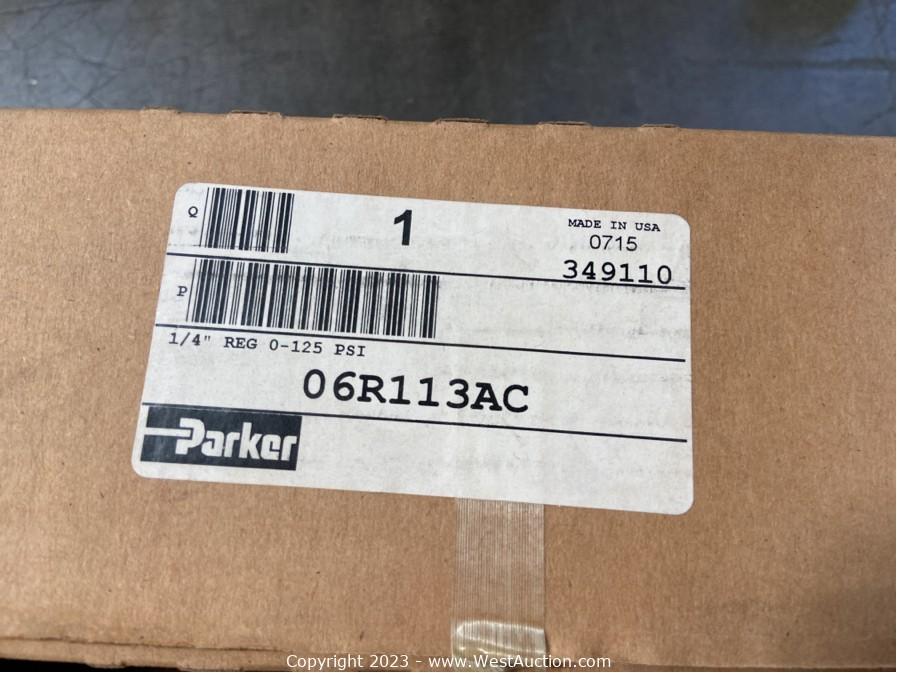 Q
1
MADE IN USA
0715
349110
P
1/4" REG 0-125 PSI
06R113AC
Parker
Copyright 2023 - www.WestAuction.com